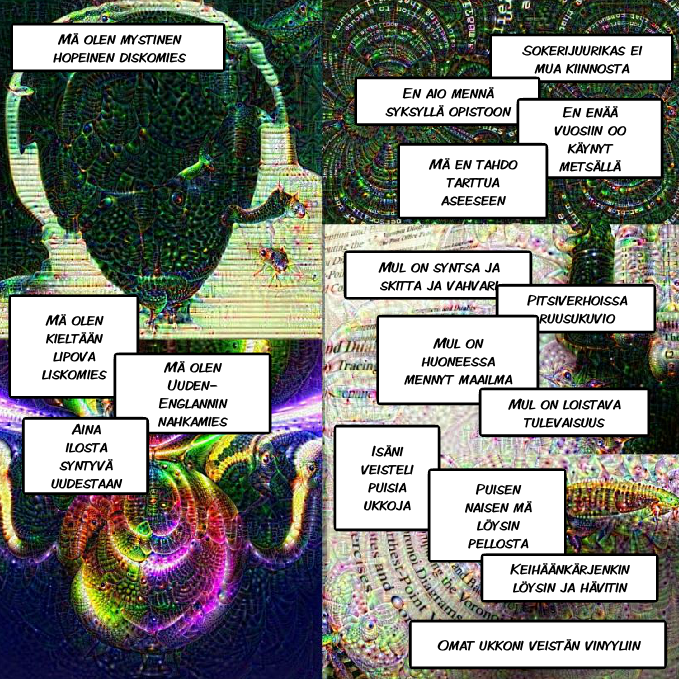 MÄ OLEN MYSTINEN
HOPEINEN DISKOMIES
MÄ OLEN
KIELTÄÄN
LIPOVA
LISKOMIES
MÄ OLEN
UUDEN-
ENGLANNIN
NAHKAMIES
AINA
ILOSTA
SYNTYVÄ
UUDESTAAN
SOKERIJUURIKAS EI
MUA KIINNOSTA
EN AIO MENNÄ
SYKSYLLÄ OPISTOON
EN ENÄÄ
VUOSIIN OO
KÄYNYT
METSÄLLÄ
MÄ EN TAHDO
TARTTUA
ASEESEEN
MUL ON SYNTSA JA
SKITTA JA
PITSIVERHOISSA
RUUSUKUVIO
MUL ON
HUONEESSA
MENNYT MAAILMA
MUL ON LOISTAVA
TULEVAISUUS
ISÄNI
VEISTELI
PUISIA
UKKOJA
PUISEN
NAISEN MÄ
LÖYSIN
PELLOSTA
KEIHÄÄNKÄRJENKIN
LÖYSIN JA HÄVITIN
OMAT UKKONI VEISTÄN VINYYLIIN